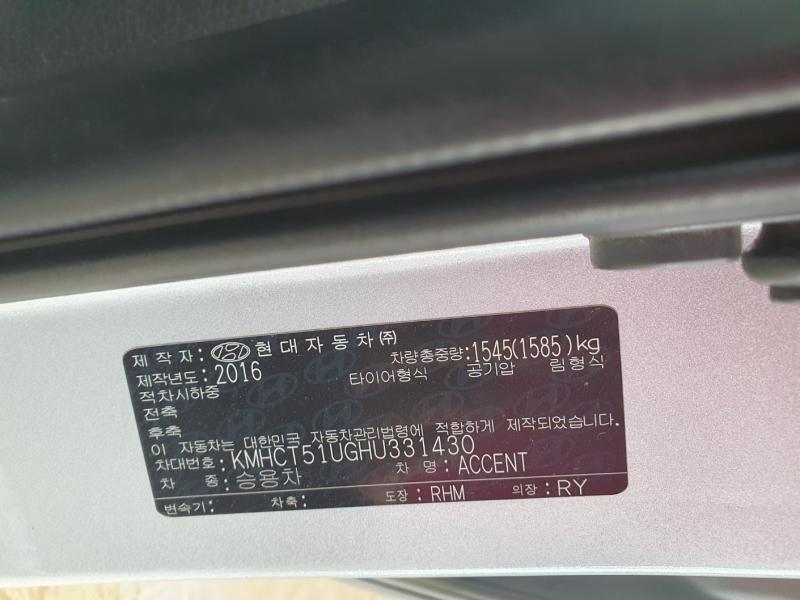 제 작 자: 현대자동차㈜
제작년도: 2016 차량총중량:1545(1585)kg
적차시하중 타이어형식 공기압 림형식
전축
후축
이 자동차는 대한민국 자동차관리법령에 적합하게 제작되었습니다.
차대번호: KMHCT51UGHU331430
차 종: 승용차 차 명: ACCENT
변속기: 차축: 도장: RHM 의장: RY